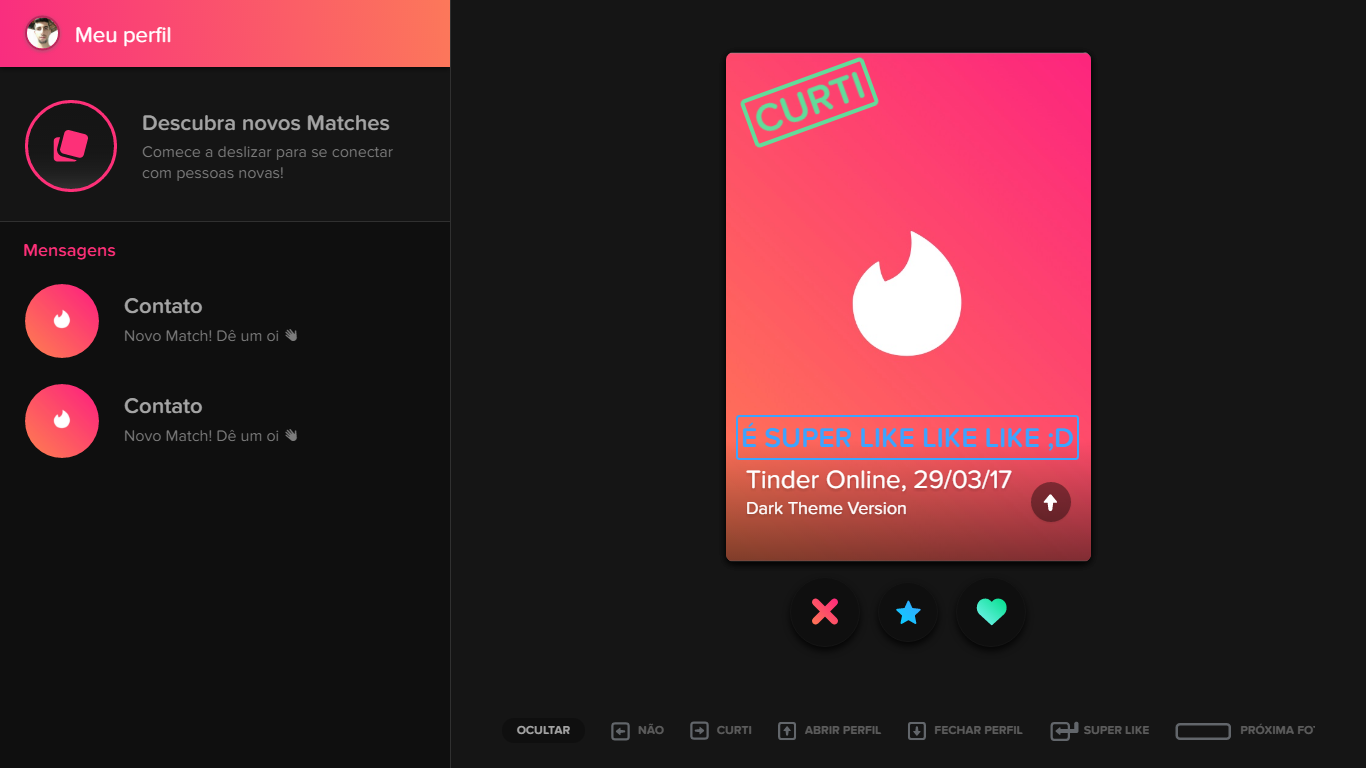 Meu perfil
Descubra novos Matches
Comece a deslizar para se conectar
com pessoas novas!
Mensagens
Contato
Novo Match! Dê um oi 👋
Contato
Novo Match! Dê um oi 👋
CURTI
É SUPER LIKE LIKE LIKE ;D
Tinder Online, 29/03/17
Dark Theme Version
OCULTAR NÃO CURTI ABRIR PERFIL FECHAR PERFIL SUPER LIKE PRÓXIMA